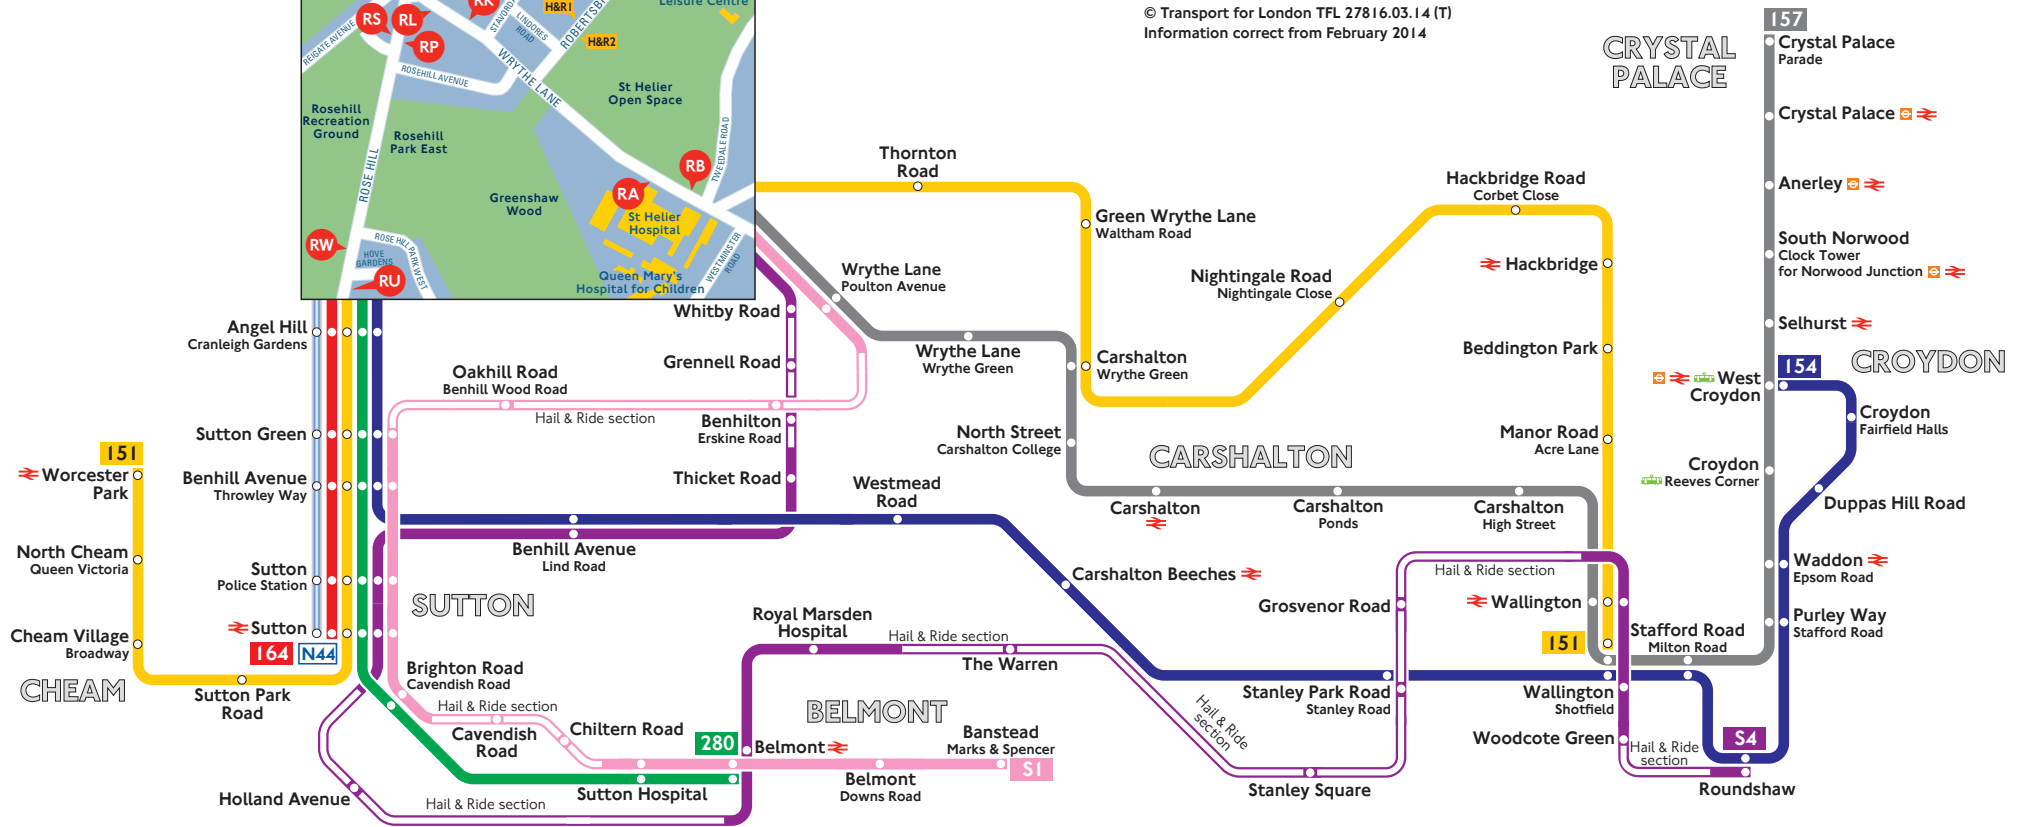 © Transport for London TFL 27816.03.14 (T)
Information correct from February 2014
Leisure Centre
RS
RL
RK
RP
H&R1
H&R2
REIGATE AVENUE
LINDORES
ROAD
ROSEHILL AVENUE
WRYTHE LANE
St Helier
Open Space
Rosehill
Recreation
Ground
Rosehill
Park East
ROSE HILL
TWEEDALE ROAD
RB
RA
Greenshaw
Wood
St Helier
Hospital
RW
ROSE HILL PARK WEST
HOVE
GARDENS
RU
Queen Mary's
Hospital for Children
WESTMINSTER
ROAD
CRYSTAL
PALACE
157
Crystal Palace
Parade
Crystal Palace
Anerley
South Norwood
Clock Tower
for Norwood Junction
Selhurst
154
CROYDON
West
Croydon
Croydon
Fairfield Halls
Croydon
Reeves Corner
Duppas Hill Road
Waddon
Epsom Road
Purley Way
Stafford Road
Thornton
Road
Green Wrythe Lane
Waltham Road
Hackbridge Road
Corbet Close
Hackbridge
Nightingale Road
Nightingale Close
Beddington Park
Manor Road
Acre Lane
Wrythe Lane
Poulton Avenue
Wrythe Lane
Wrythe Green
Carshalton
Wrythe Green
North Street
Carshalton College
CARSHALTON
Carshalton
Carshalton
Ponds
Carshalton
High Street
Whitby Road
Grennell Road
Oakhill Road
Benhill Wood Road
Hail & Ride section
Benhilton
Erskine Road
Thicket Road
Westmead
Road
Benhill Avenue
Lind Road
Angel Hill
Cranleigh Gardens
Sutton Green
Benhill Avenue
Throwley Way
Sutton
Police Station
SUTTON
Sutton
164
N44
151
Worcester
Park
North Cheam
Queen Victoria
Cheam Village
Broadway
CHEAM
Sutton Park
Road
Carshalton Beeches
Hail & Ride section
Grosvenor Road
Wallington
151
Stafford Road
Milton Road
Royal Marsden
Hospital
Hail & Ride section
The Warren
Stanley Park Road
Stanley Road
Wallington
Shotfield
Brighton Road
Cavendish Road
Hail & Ride section
Cavendish
Road
Chiltern Road
BELMONT
280
Belmont
Banstead
Marks & Spencer
S1
Belmont
Downs Road
Hail & Ride
section
Woodcote Green
Hail & Ride
section
S4
Roundshaw
Stanley Square
Sutton Hospital
Holland Avenue
Hail & Ride section